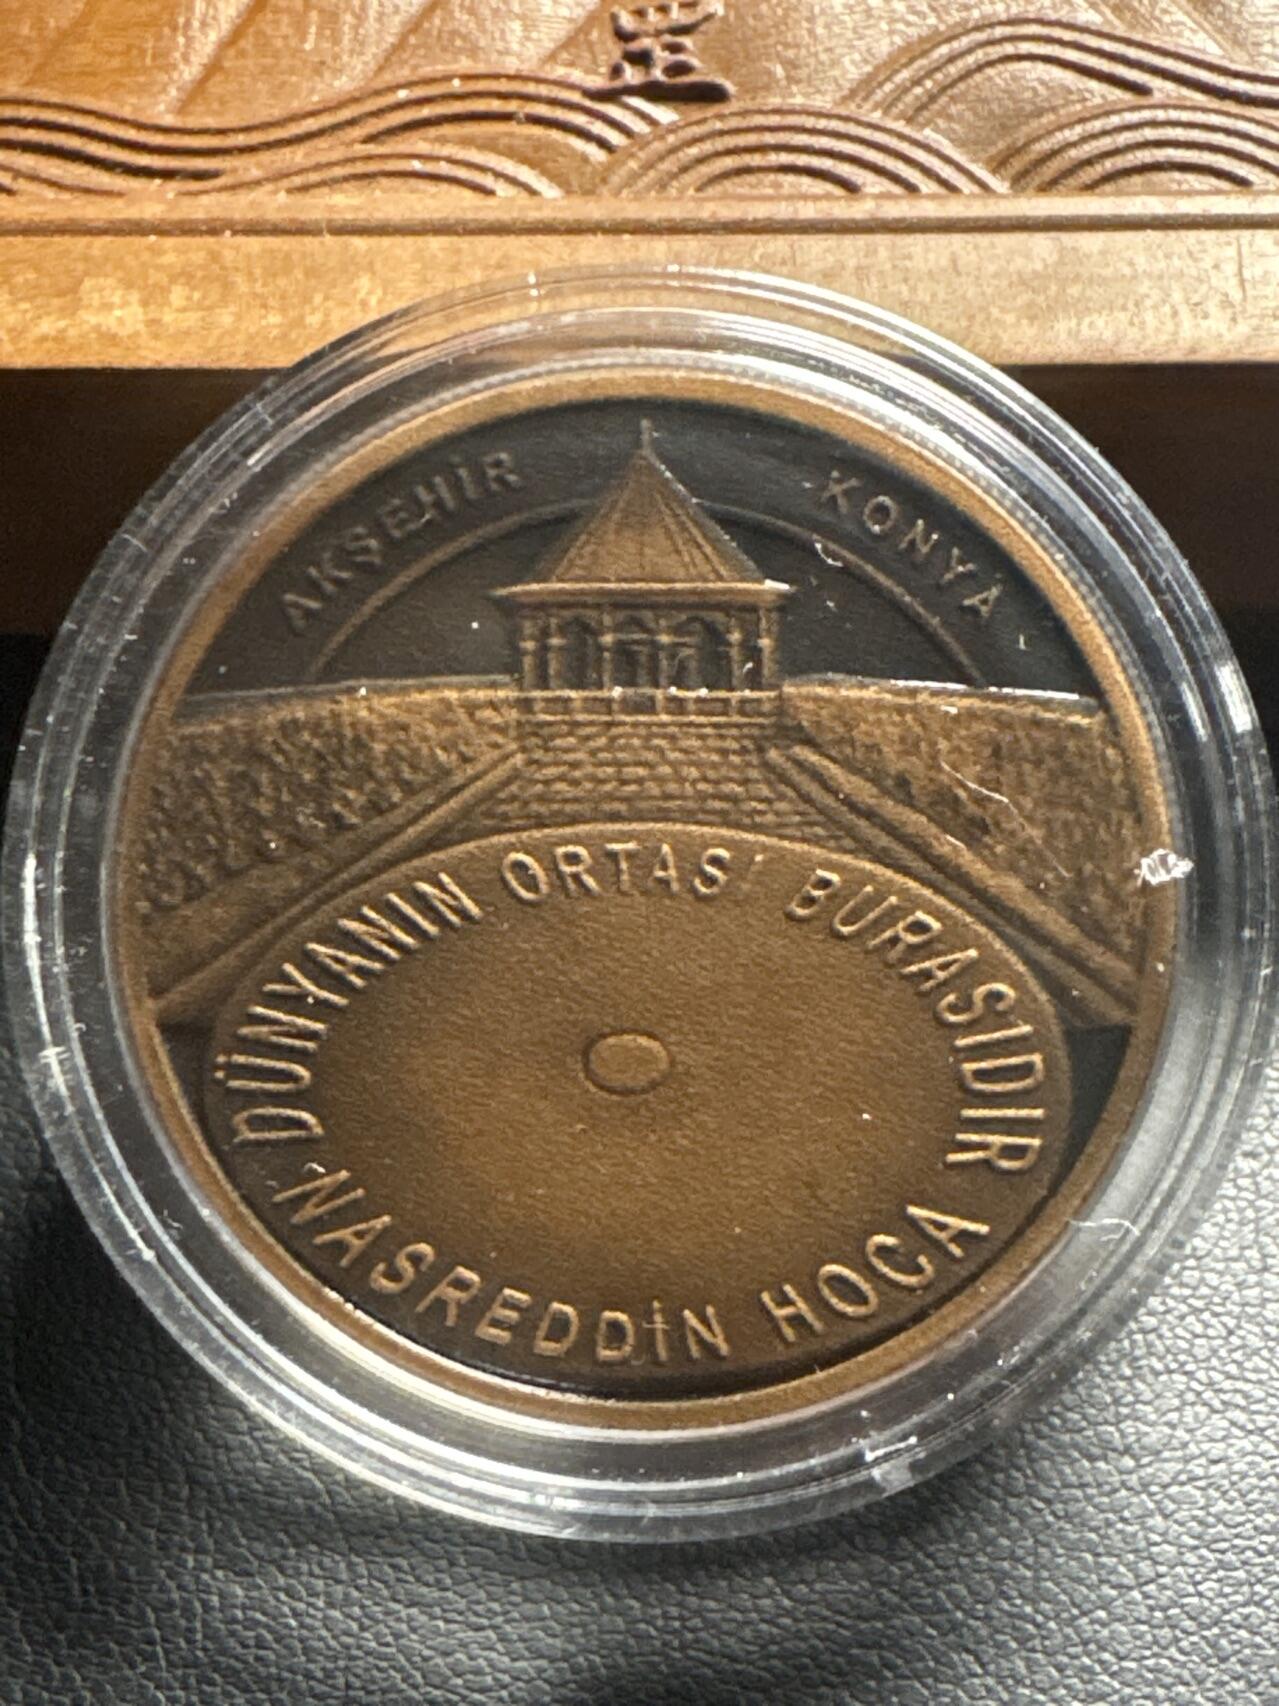 AKŞEHİR KONYA
DÜNYANIN ORTASI BURASIDIR
NASREDDİN HOCA